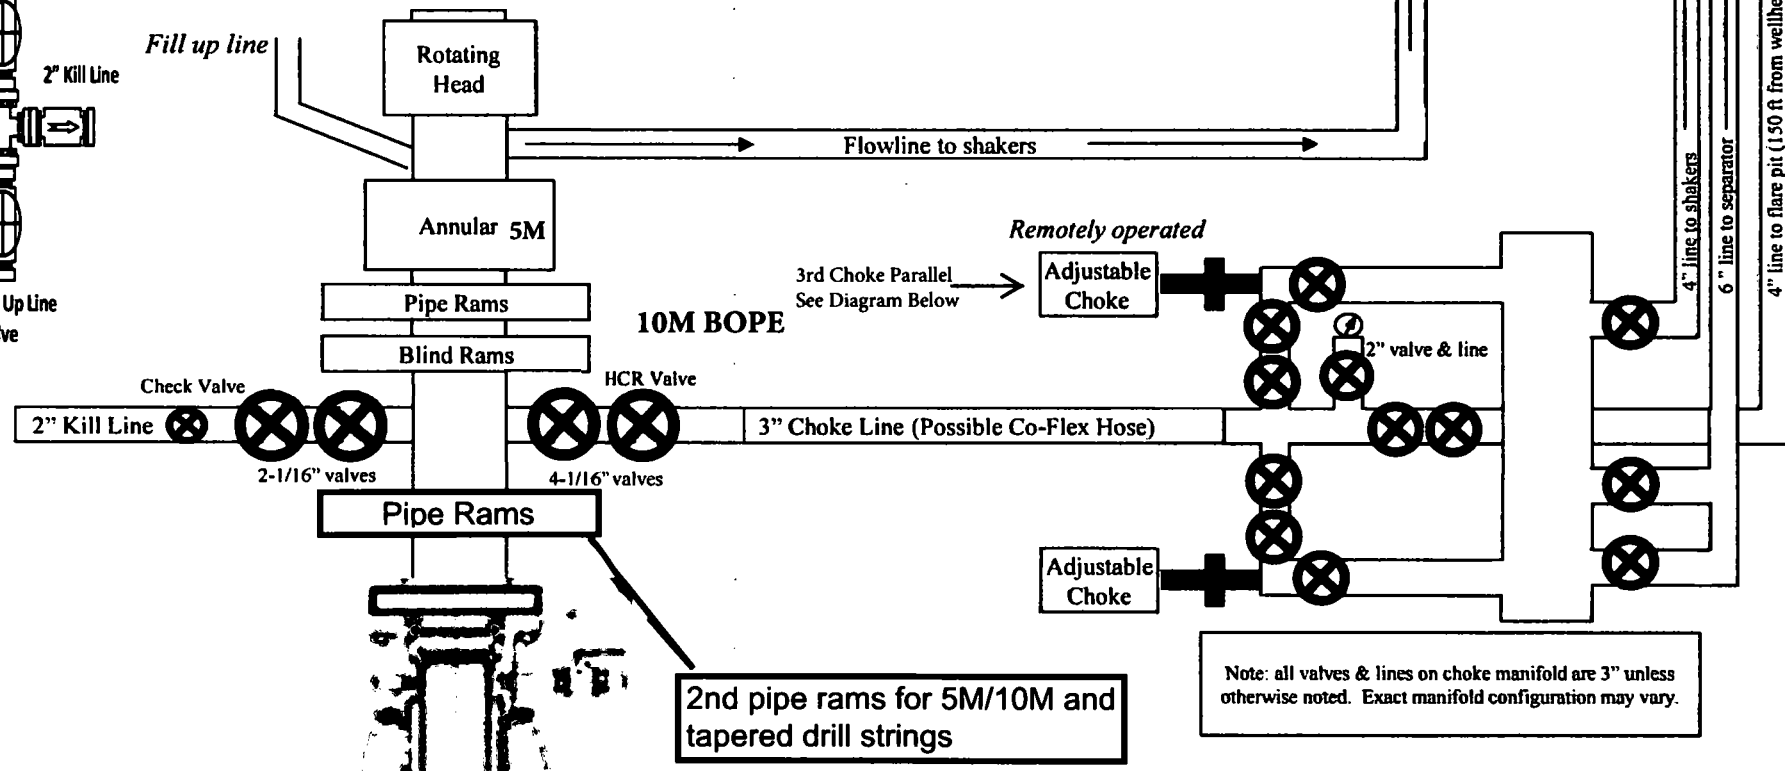 Fill up line
2" Kill Line
Rotating
Head
Flowline to shakers
Annular 5M
Up Line
Pipe Rams
10M BOPE
Blind Rams
3rd Choke Parallel
See Diagram Below
Remotely operated
Adjustable
Choke
2" valve & line
4" line to shakers
6" line to separator
4" line to flare pit (150 ft from
Check Valve
HCR Valve
2" Kill Line
3" Choke Line (Possible Co-Flex Hose)
2-1/16" valves
4-1/16" valves
Pipe Rams
Adjustable
Choke
2nd pipe rams for 5M/10M and
tapered drill strings
Note: all valves & lines on choke manifold are 3" unless
otherwise noted. Exact manifold configuration may vary.